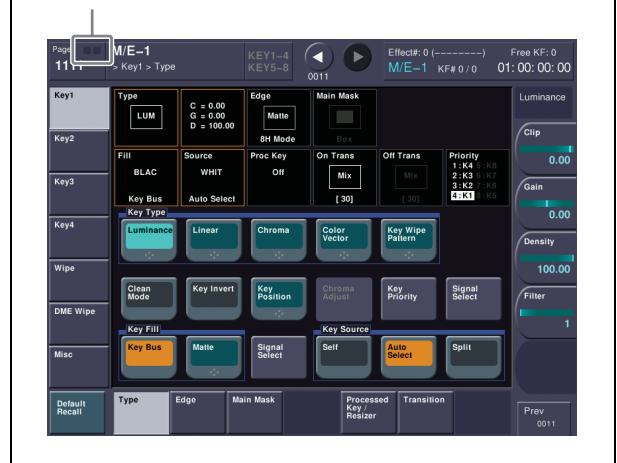 Page
1111
M/E–1
> Key1 > Type
KEY1–4
KEY5–8
0011
Effect#: 0 (--------)
M/E–1 KF# 0 / 0
Free KF: 0
01: 00: 00: 00
Key1
Key2
Key3
Key4
Wipe
DME Wipe
Misc
Default
Recall
Type
LUM
C = 0.00
G = 0.00
D = 100.00
Edge
Matte
8H Mode
Main Mask
Box
Fill
BLAC
Key Bus
Source
WHIT
Auto Select
Proc Key
Off
On Trans
Mix
[ 30]
Off Trans
Mix
[ 30]
Priority
1:K4 5:K8
2:K3 6:K7
3:K2 7:K6
4:K1 8:K5
Key Type
Luminance
Linear
Chroma
Color
Vector
Key Wipe
Pattern
Clean
Mode
Key Invert
Key
Position
Chroma
Adjust
Key
Priority
Signal
Select
Key Fill
Key Bus
Matte
Signal
Select
Key Source
Self
Auto
Select
Split
Type
Edge
Main Mask
Processed
Key /
Resizer
Transition
Luminance
Clip
0.00
Gain
0.00
Density
100.00
Filter
1
Prev
0011